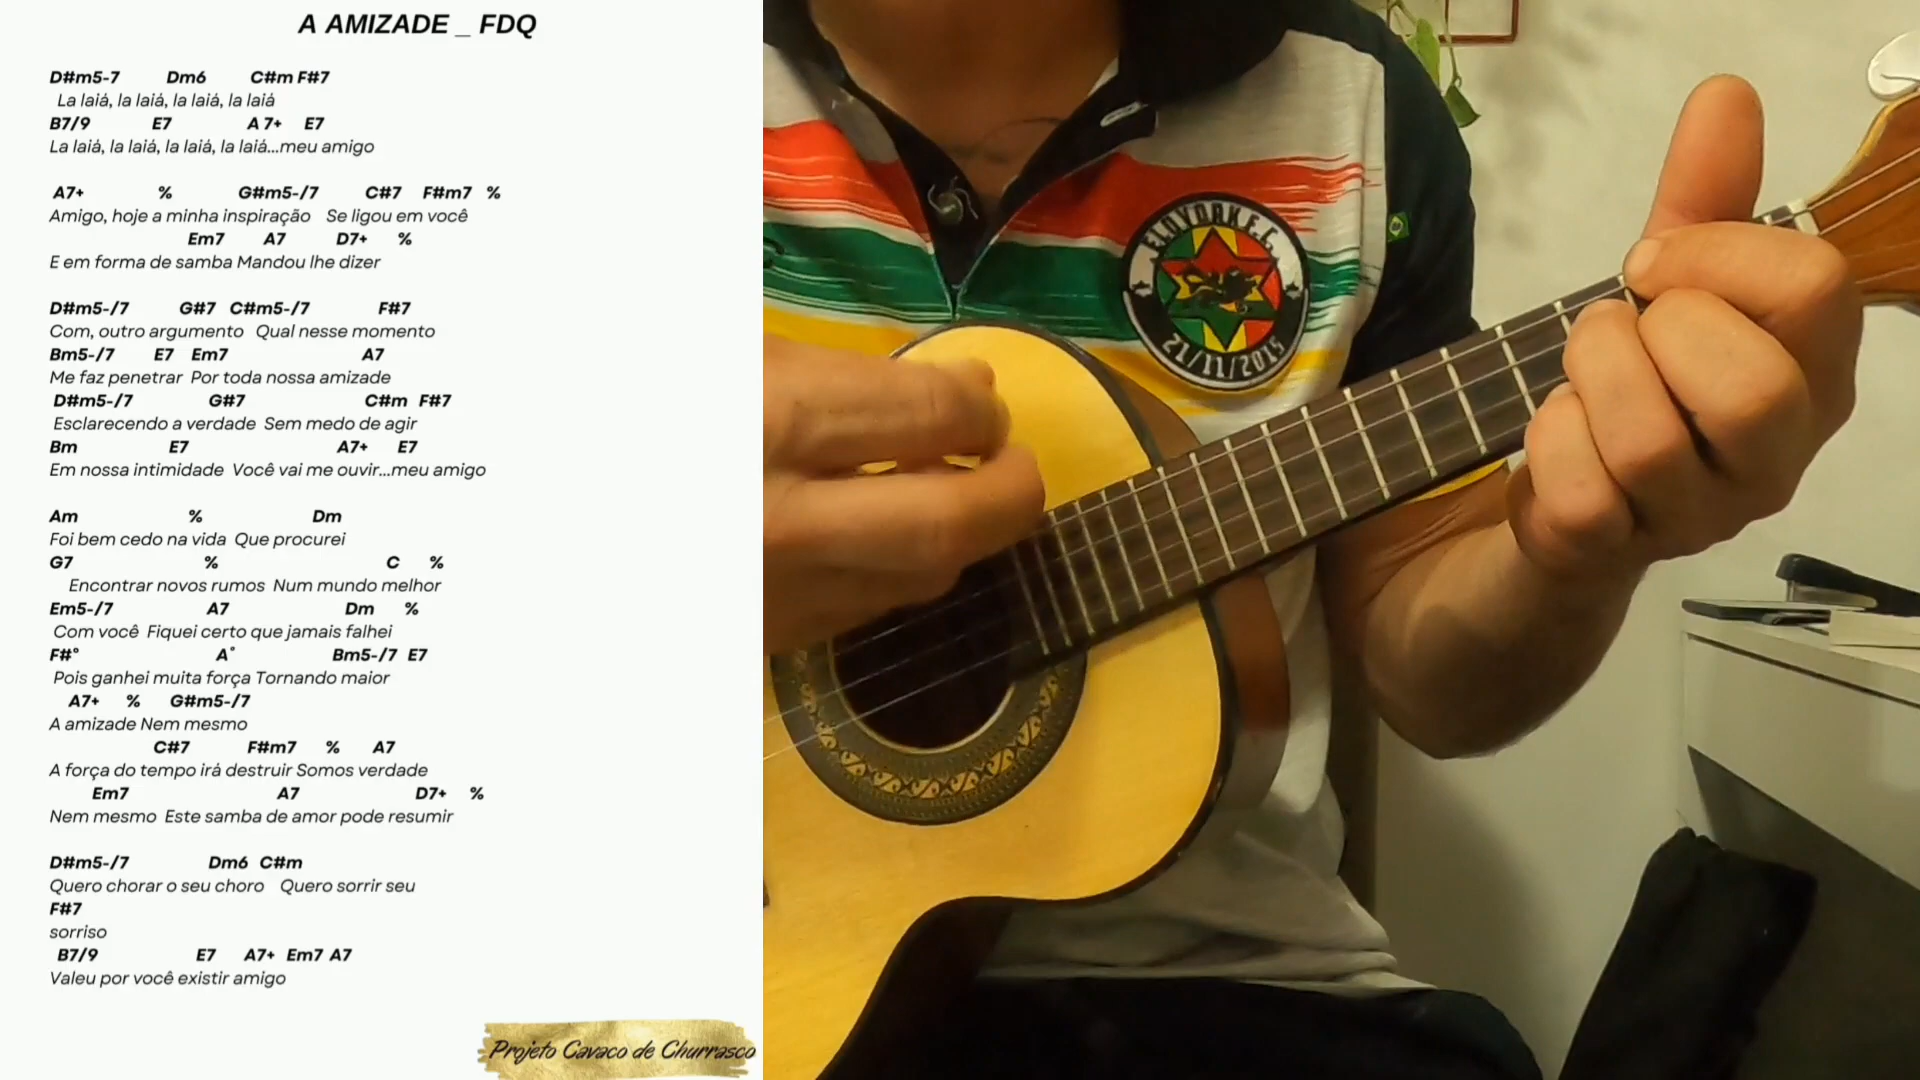 A AMIZADE _ FDQ
D#m5-7 Dm6 C#m F#7
La laiá, la laiá, la laiá, la laiá
B7/9 E7 A 7+ E7
La laiá, la laiá, la laiá, la laiá...meu amigo
A7+ % G#m5-/7 C#7 F#m7 %
Amigo, hoje a minha inspiração Se ligou em você
Em7 A7 D7+ %
E em forma de samba Mandou lhe dizer
D#m5-/7 G#7 C#m5-/7 F#7
Com, outro argumento Qual nesse momento
Bm5-/7 E7 Em7 A7
Me faz penetrar Por toda nossa amizade
D#m5-/7 G#7 C#m F#7
Esclarecendo a verdade Sem medo de agir
Bm E7 A7+ E7
Em nossa intimidade Você vai me ouvir...meu amigo
Am % Dm
Foi bem cedo na vida Que procurei
G7 % C %
Encontrar novos rumos Num mundo melhor
Em5-/7 A7 Dm %
Com você Fiquei certo que jamais falhei
F#° A° Bm5-/7 E7
Pois ganhei muita força Tornando maior
A7+ % G#m5-/7
A amizade Nem mesmo
C#7 F#m7 % A7
A força do tempo irá destruir Somos verdade
Em7 A7 D7+ %
Nem mesmo Este samba de amor pode resumir
D#m5-/7 Dm6 C#m
Quero chorar o seu choro Quero sorrir seu
F#7
sorriso
B7/9 E7 A7+ Em7 A7
Valeu por você existir amigo
Projeto Cavaco de Churrasco
ELNYORK F.C.
21/11/2015